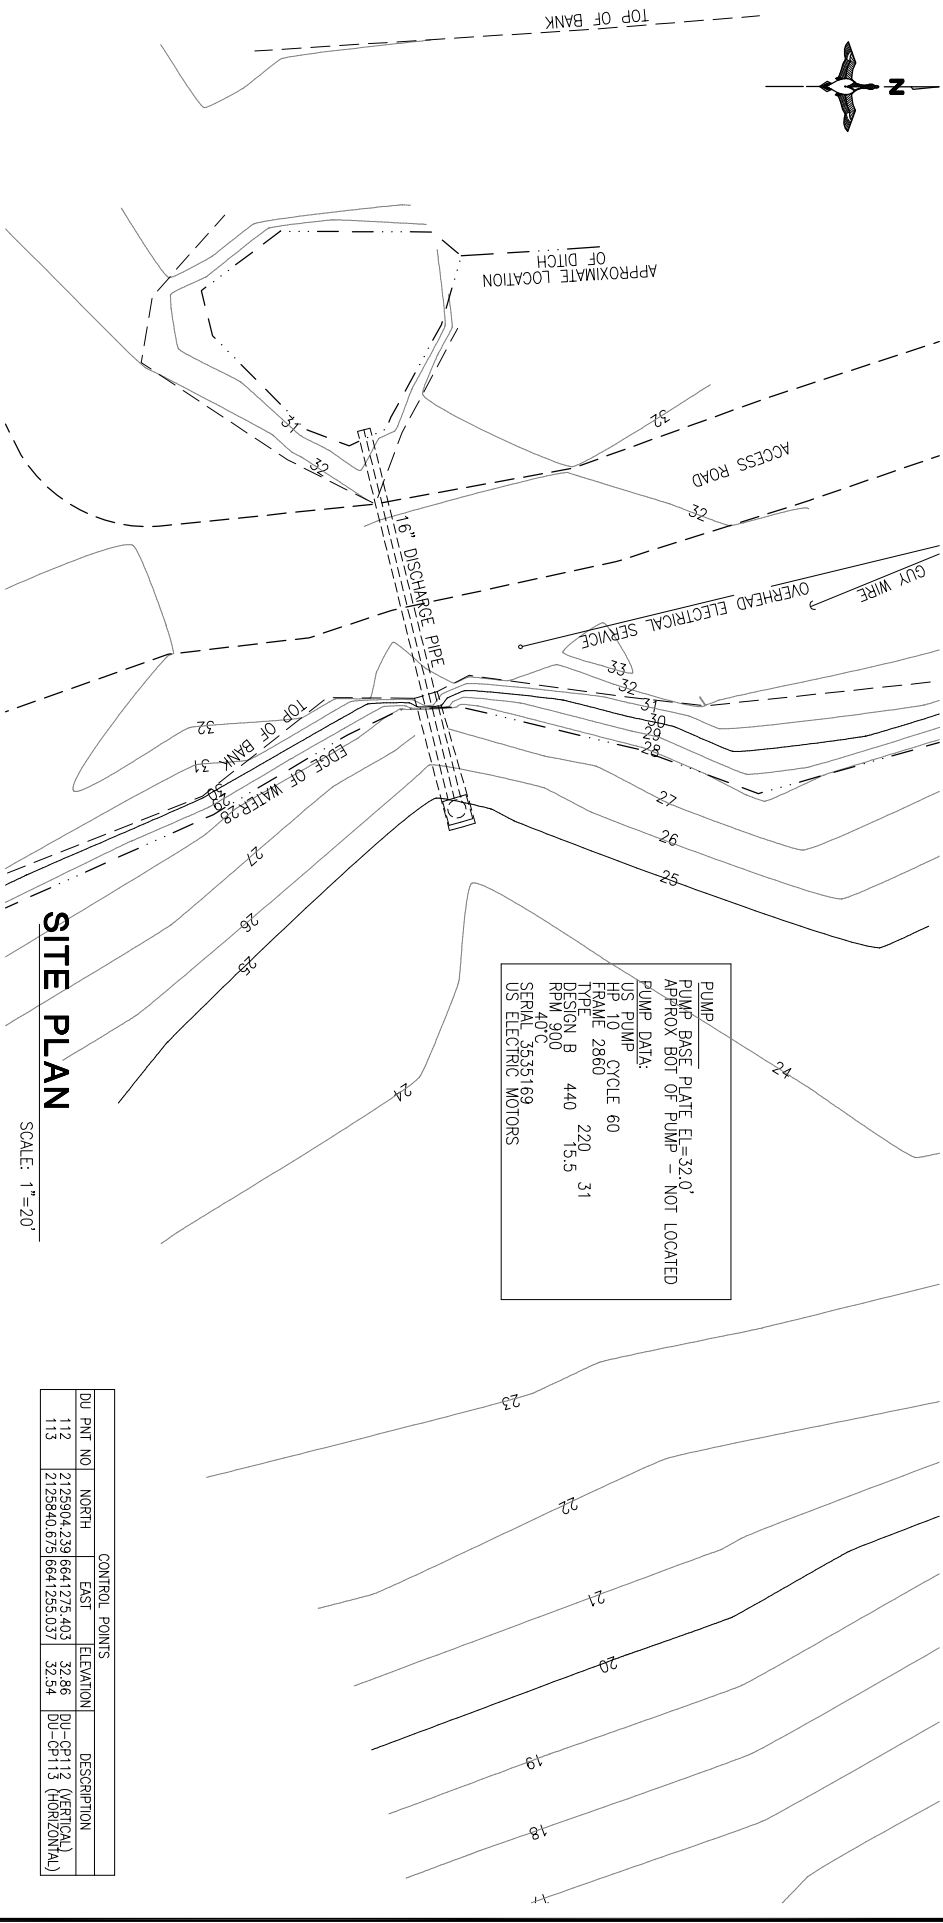 TOP OF BANK
N
APPROXIMATE LOCATION
OF DITCH
ACCESS ROAD
32
31
32
32
16" DISCHARGE PIPE
GUY WIRE
OVERHEAD ELECTRICAL SERVICE
33
32
31
30
29
28
27
26
25
TOP OF BANK
EDGE OF WATER
32
31
30
29
28
27
26
25
24
24
PUMP
PUMP BASE PLATE EL=32.0'
APPROX BOT OF PUMP - NOT LOCATED
PUMP DATA:
US PUMP
HP 10 CYCLE 60
FRAME 2860
TYPE 220 31
DESIGN B 440 15.5
RPM 900
40°C
SERIAL 3535169
US ELECTRIC MOTORS
SITE PLAN
SCALE: 1"=20'
23
22
21
20
19
18
17
CONTROL POINTS
DU PNT NO NORTH EAST ELEVATION DESCRIPTION
112 2125904.239 6641275.403 32.86 DU-CP112 (VERTICAL)
113 2125840.675 6641255.037 32.54 DU-CP113 (HORIZONTAL)